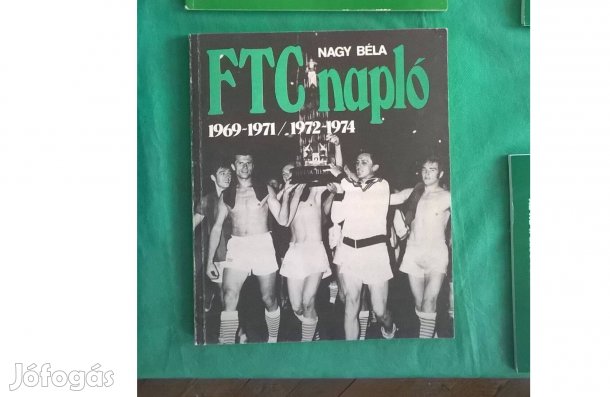 NAGY BÉLA
FTC napló
1969-1971/1972-1974
Jófogás